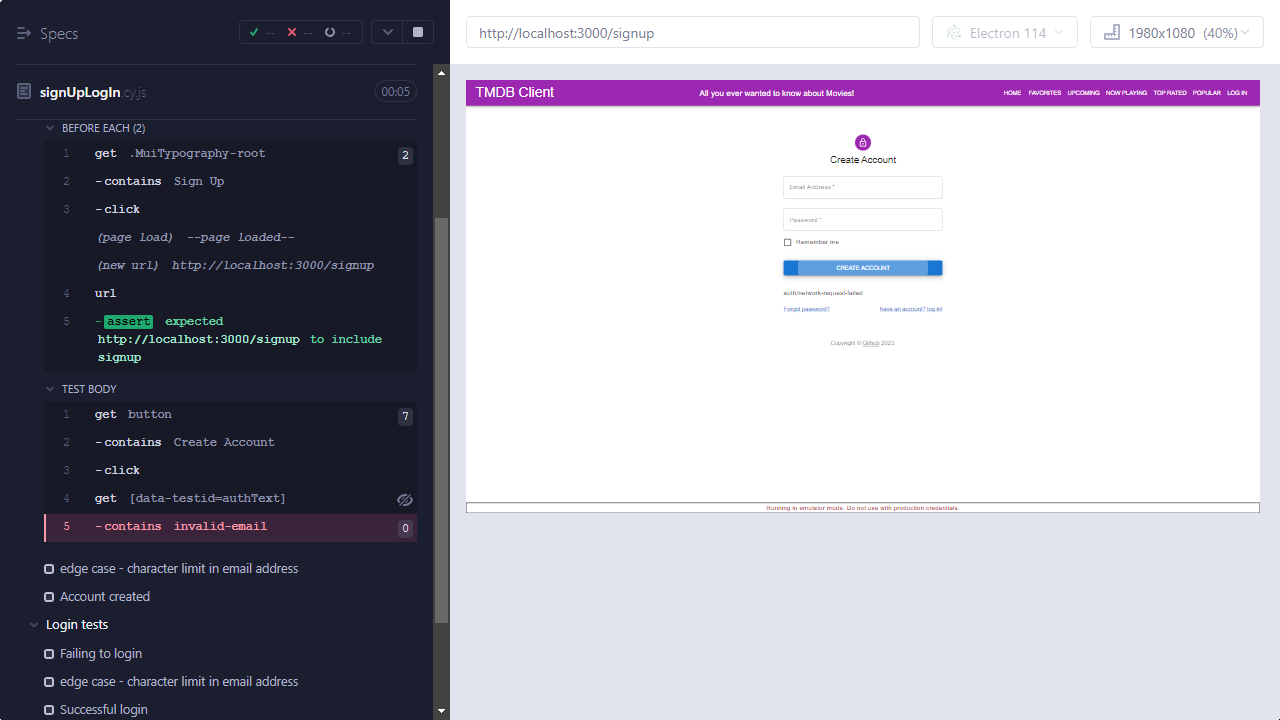 Specs
--
--
--
signUpLogIn.cy.js
00:05
BEFORE EACH (2)
1 get .MuiTypography-root 2
2 -contains Sign Up
3 -click
(page load) --page loaded--
(new url) http://localhost:3000/signup
4 url
5 -assert expected
http://localhost:3000/signup to include
signup
TEST BODY
1 get button 7
2 -contains Create Account
3 -click
4 get [data-testid=authText]
5 -contains invalid-email 0
edge case - character limit in email address
Account created
Login tests
Failing to login
edge case - character limit in email address
Successful login
http://localhost:3000/signup
Electron 114
1980x1080 (40%)
TMDB Client
All you ever wanted to know about Movies!
HOME FAVORITES UPCOMING NOW PLAYING TOP RATED POPULAR LOG IN
Create Account
Email Address *
Password *
Remember me
CREATE ACCOUNT
auth/network-request-failed
Forgot password? have an account? log in!
Copyright © Github 2023.
Running in emulator mode. Do not use with production credentials.